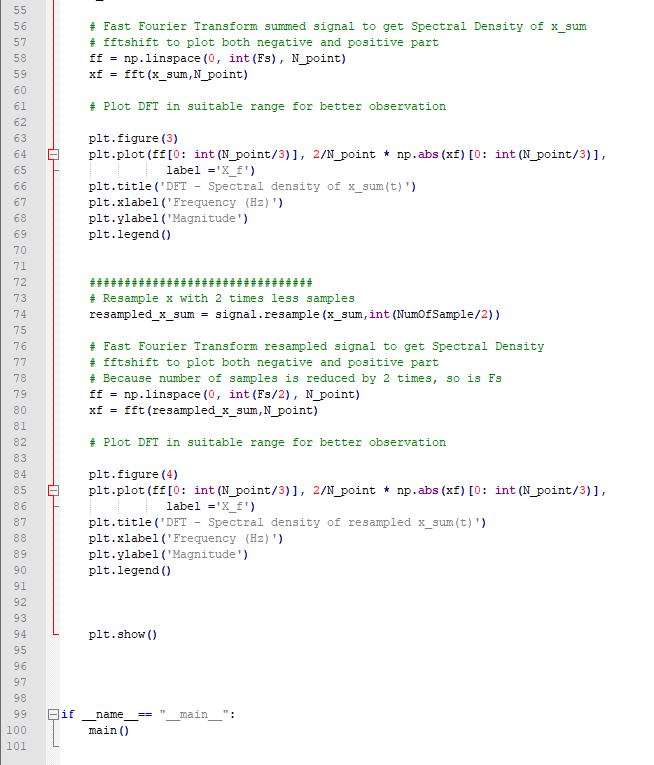 55
56 # Fast Fourier Transform summed signal to get Spectral Density of x_sum
57 # fftshift to plot both negative and positive part
58 ff = np.linspace(0, int(Fs), N_point)
59 xf = fft(x_sum,N_point)
60
61 # Plot DFT in suitable range for better observation
62
63 plt.figure(3)
64 plt.plot(ff[0: int(N_point/3)], 2/N_point * np.abs(xf)[0: int(N_point/3)],
65 label ='X_f')
66 plt.title('DFT - Spectral density of x_sum(t)')
67 plt.xlabel('Frequency (Hz)')
68 plt.ylabel('Magnitude')
69 plt.legend()
70
71
72 ################################
73 # Resample x with 2 times less samples
74 resampled_x_sum = signal.resample(x_sum,int(NumOfSample/2))
75
76 # Fast Fourier Transform resampled signal to get Spectral Density
77 # fftshift to plot both negative and positive part
78 # Because number of samples is reduced by 2 times, so is Fs
79 ff = np.linspace(0, int(Fs/2), N_point)
80 xf = fft(resampled_x_sum,N_point)
81
82 # Plot DFT in suitable range for better observation
83
84 plt.figure(4)
85 plt.plot(ff[0: int(N_point/3)], 2/N_point * np.abs(xf)[0: int(N_point/3)],
86 label ='X_f')
87 plt.title('DFT - Spectral density of resampled x_sum(t)')
88 plt.xlabel('Frequency (Hz)')
89 plt.ylabel('Magnitude')
90 plt.legend()
91
92
93
94 plt.show()
95
96
97
98
99 if __name__== "__main__":
100 main()
101